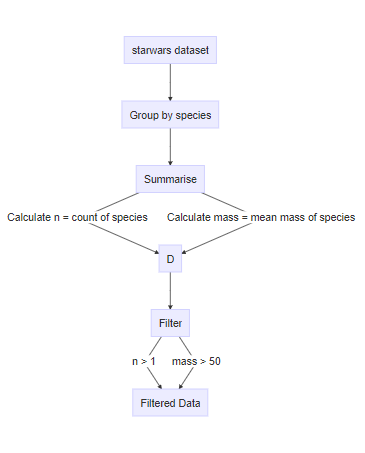 starwars dataset
Group by species
Summarise
Calculate n = count of species
Calculate mass = mean mass of species
D
Filter
n > 1
mass > 50
Filtered Data